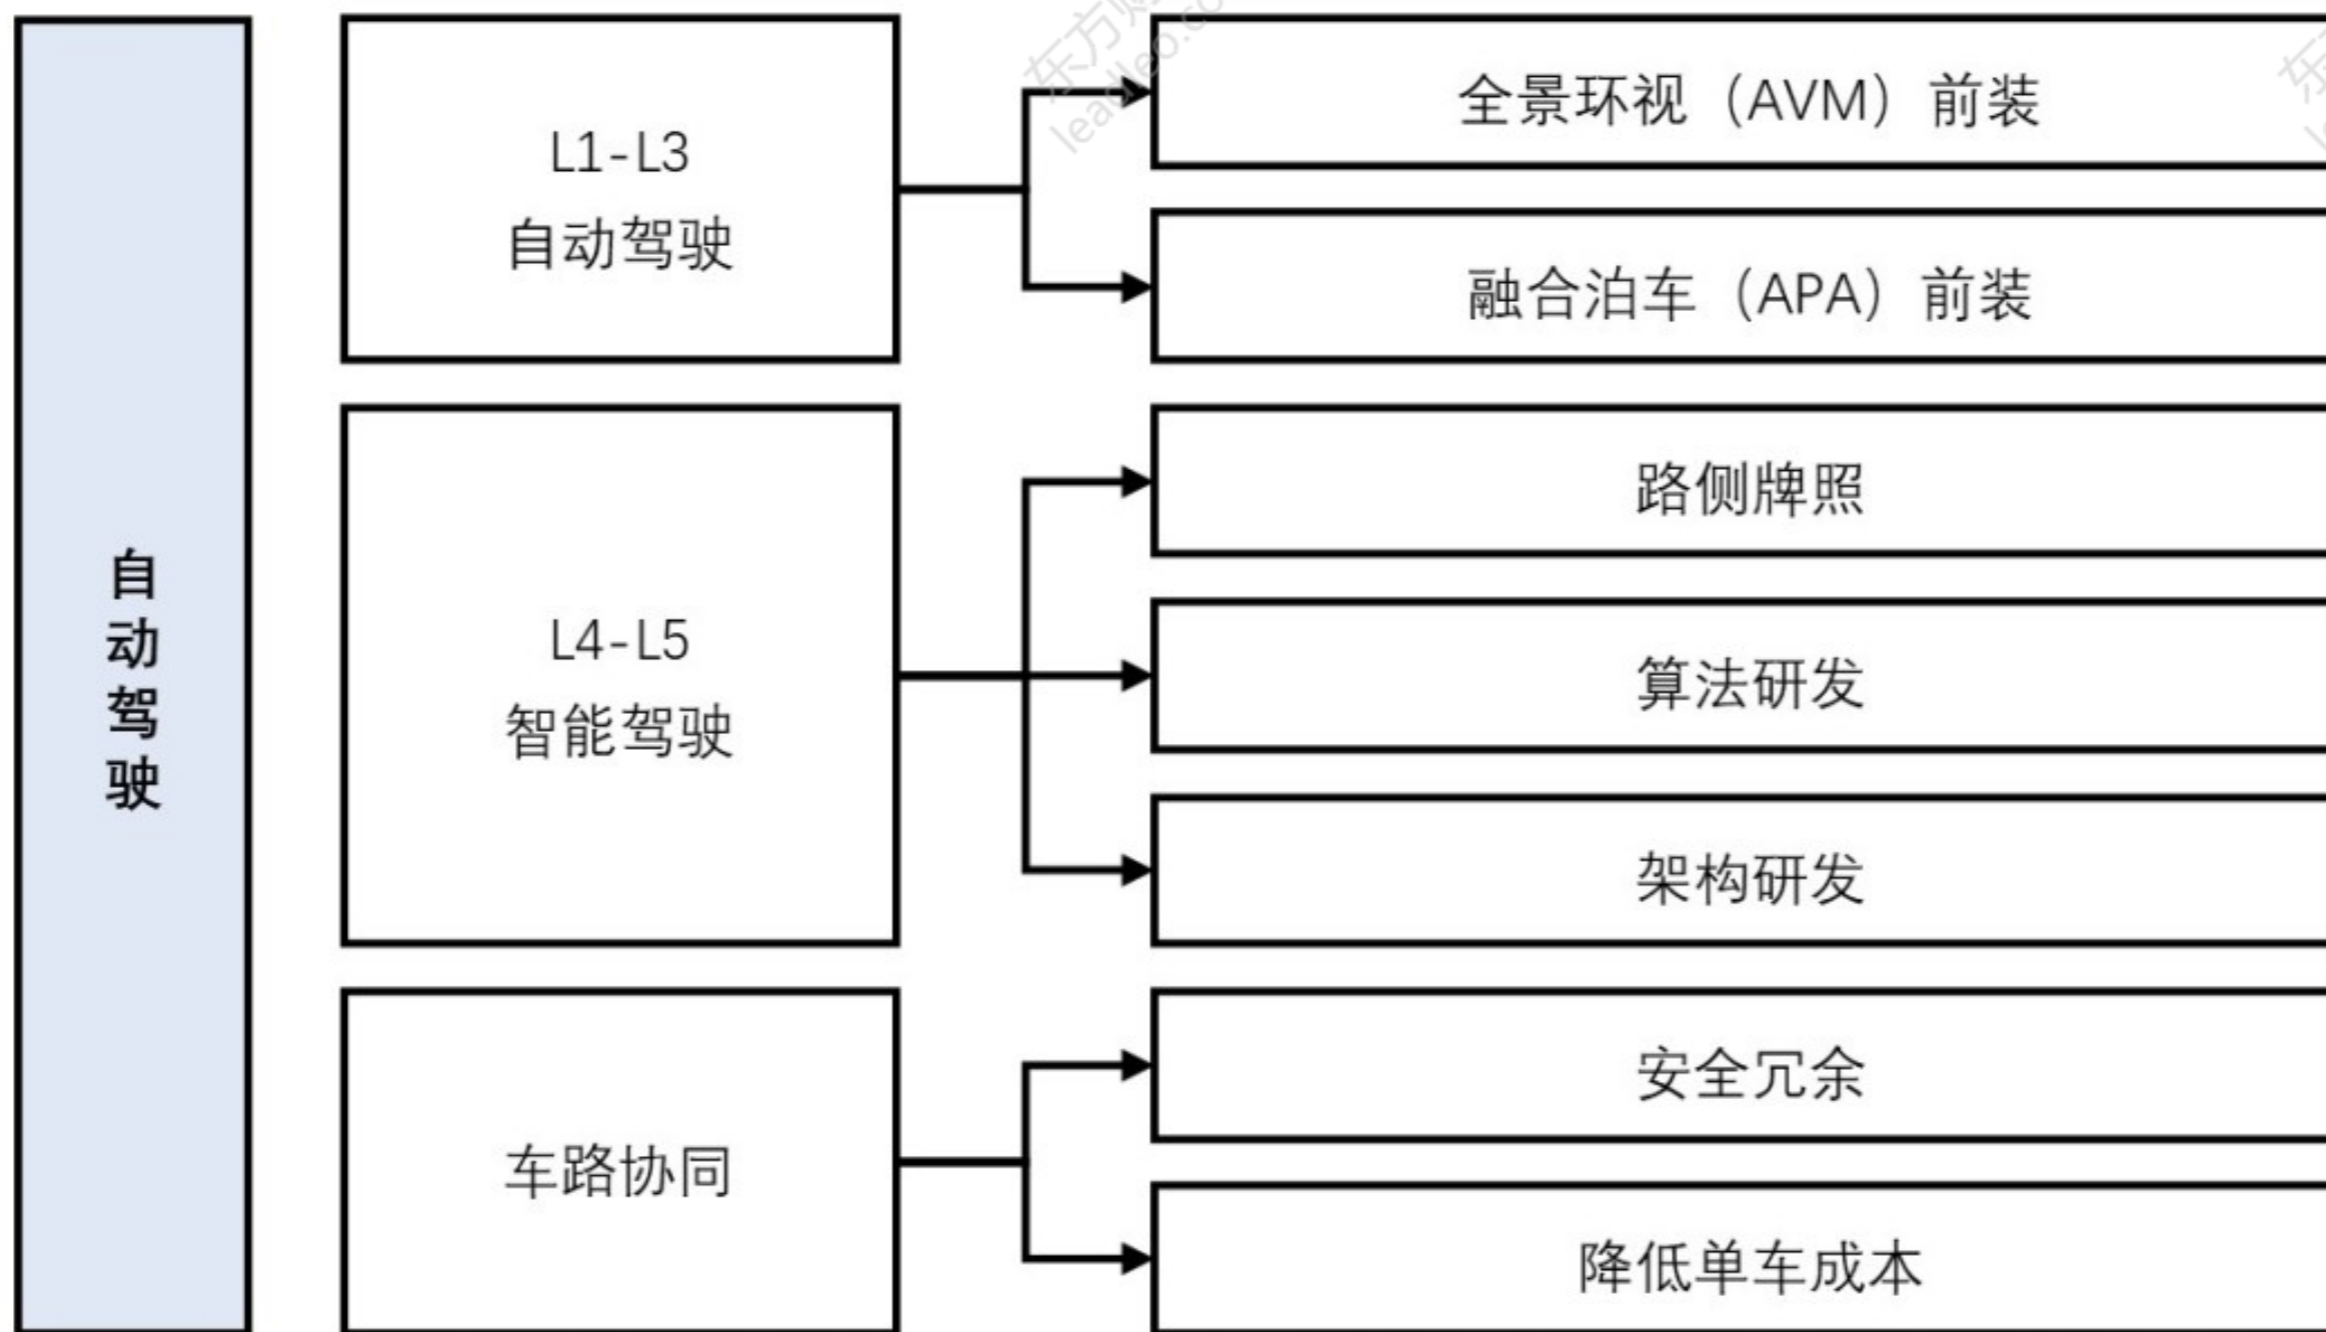 自动驾驶
L1-L3
自动驾驶
全景环视（AVM）前装
融合泊车（APA）前装
L4-L5
智能驾驶
路侧牌照
算法研发
架构研发
车路协同
安全冗余
降低单车成本